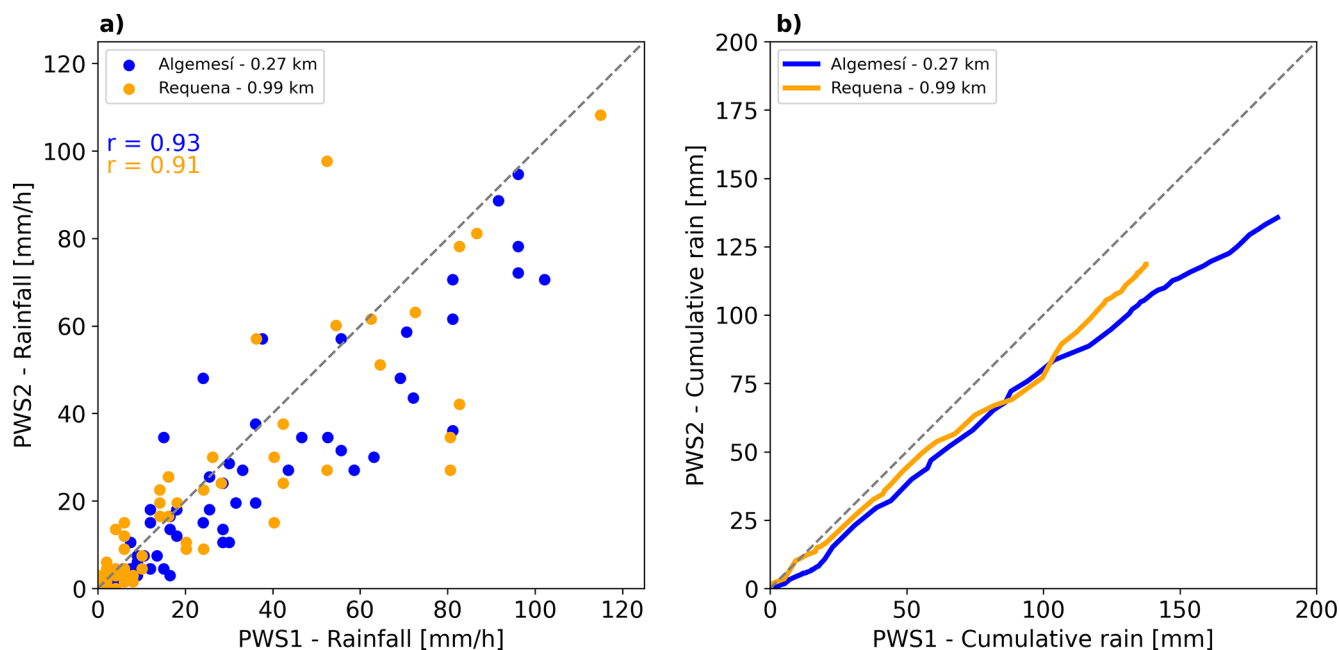 a)
PWS2 - Rainfall [mm/h]
120
100
80
60
40
20
0
Algemesí - 0.27 km
Requena - 0.99 km
r = 0.93
r = 0.91
0 20 40 60 80 100 120
PWS1 - Rainfall [mm/h]
b)
PWS2 - Cumulative rain [mm]
200
175
150
125
100
75
50
25
0
Algemesí - 0.27 km
Requena - 0.99 km
0 50 100 150 200
PWS1 - Cumulative rain [mm]